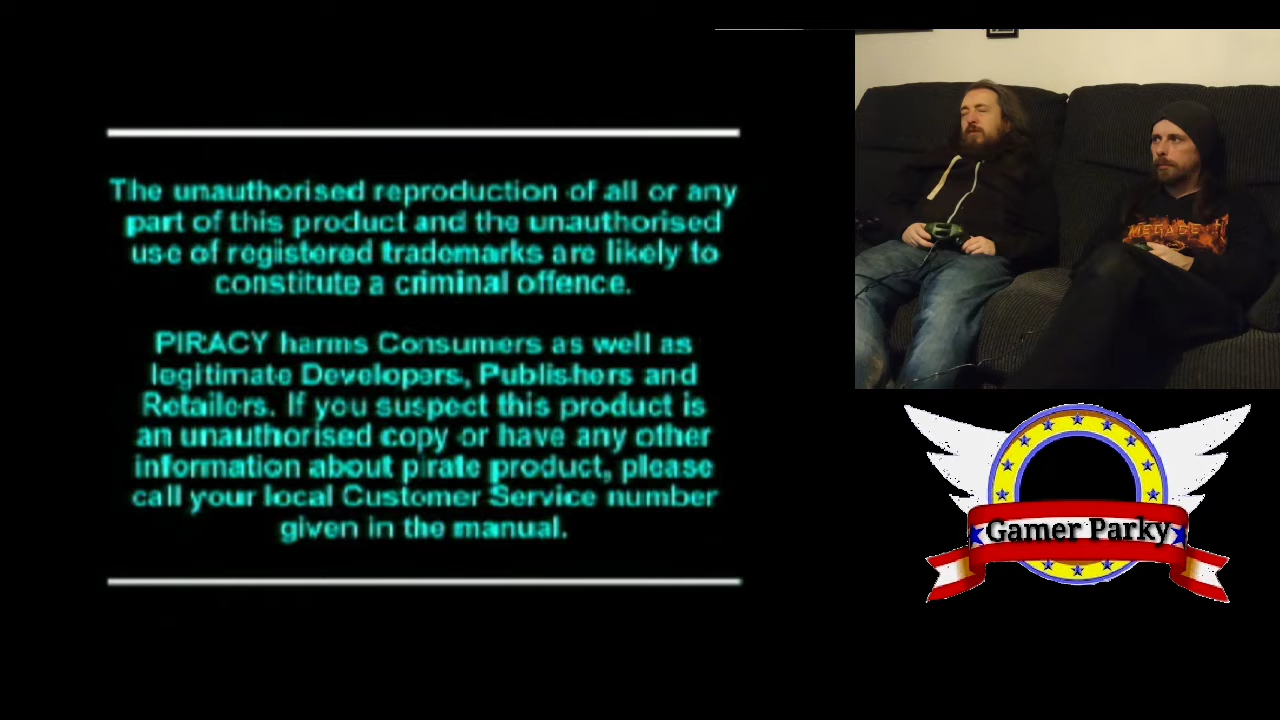 The unauthorised reproduction of all or any
part of this product and the unauthorised
use of registered trademarks are likely to
constitute a criminal offence.
PIRACY harms Consumers as well as
legitimate Developers, Publishers and
Retailers. If you suspect this product is
an unauthorised copy or have any other
information about pirate product, please
call your local Customer Service number
given in the manual.
Gamer Parky